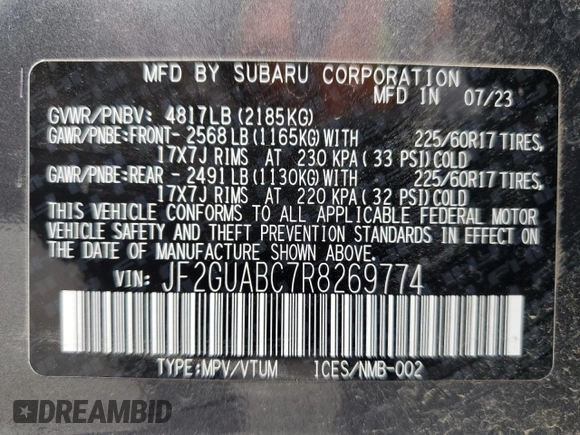 MFD BY SUBARU CORPORATION
MFD IN 07/23
GVWR/PNBV: 4817LB (2185KG)
GAWR/PNBE:FRONT- 2568LB (1165KG) WITH 225/60R17 TIRES,
17X7J RIMS AT 230 KPA (33 PSI) COLD
GAWR/PNBE:REAR - 2491LB (1130KG) WITH 225/60R17 TIRES,
17X7J RIMS AT 220 KPA (32 PSI) COLD
THIS VEHICLE CONFORMS TO ALL APPLICABLE FEDERAL MOTOR
VEHICLE SAFETY AND THEFT PREVENTION STANDARDS IN EFFECT ON
THE DATE OF MANUFACTURE SHOWN ABOVE.
VIN: JF2GUABC7R8269774
TYPE:MPV/VTUM ICES/NMB-002
DREAMBID